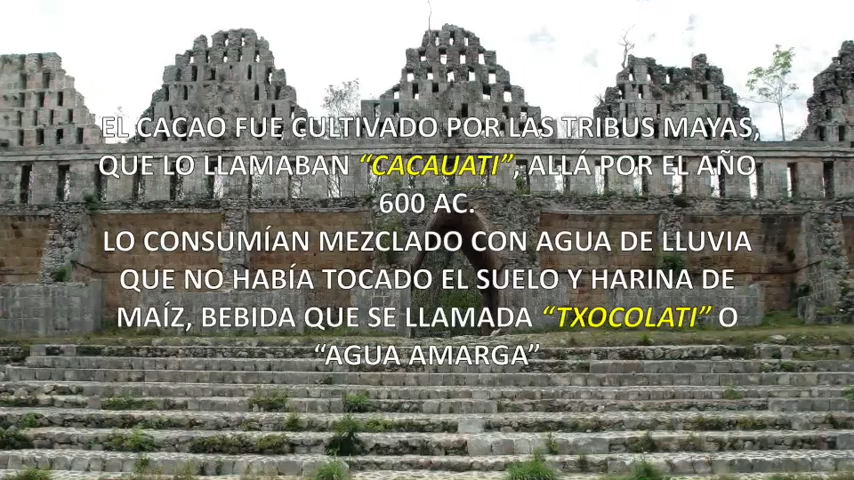 EL CACAO FUE CULTIVADO POR LAS TRIBUS MAYAS,
QUE LO LLAMABAN “CACAUATI”, ALLÁ POR EL AÑO
600 AC.
LO CONSUMÍAN MEZCLADO CON AGUA DE LLUVIA
QUE NO HABÍA TOCADO EL SUELO Y HARINA DE
MAÍZ, BEBIDA QUE SE LLAMADA “TXOCOLATI” O
“AGUA AMARGA”